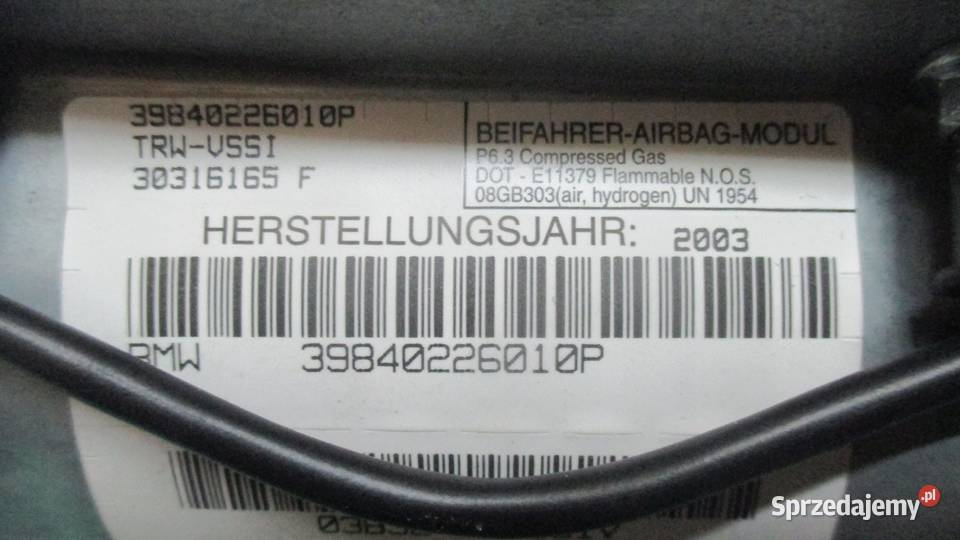 39840226010P
TRW-VSSI
30316165 F
BEIFAHRER-AIRBAG-MODUL
P6.3 Compressed Gas
DOT - E11379 Flammable N.O.S.
08GB303(air, hydrogen) UN 1954
HERSTELLUNGSJAHR: 2003
BMW 39840226010P
Sprzedajemy.pl